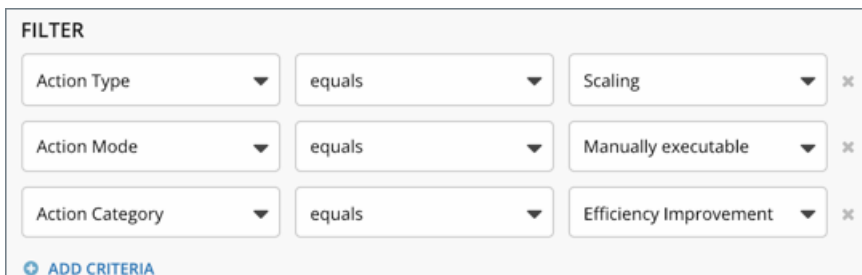 FILTER
Action Type equals Scaling
Action Mode equals Manually executable
Action Category equals Efficiency Improvement
ADD CRITERIA